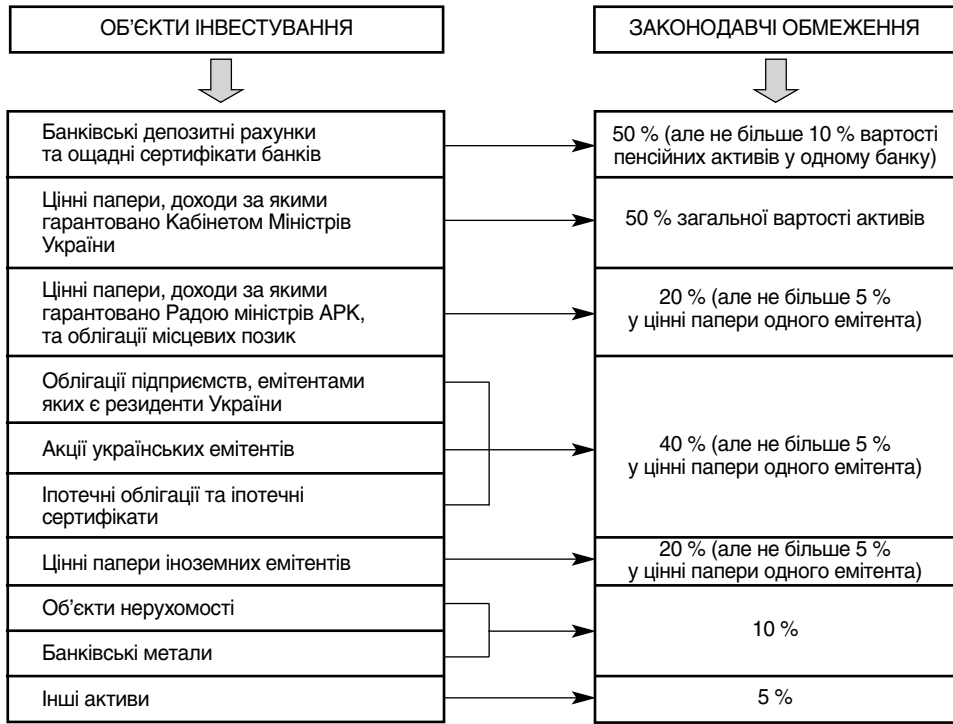 ОБ’ЄКТИ ІНВЕСТУВАННЯ
ЗАКОНОДАВЧІ ОБМЕЖЕННЯ
Банківські депозитні рахунки
та ощадні сертифікати банків
50 % (але не більше 10 % вартості
пенсійних активів у одному банку)
Цінні папери, доходи за якими
гарантовано Кабінетом Міністрів
України
50 % загальної вартості активів
Цінні папери, доходи за якими
гарантовано Радою міністрів АРК,
та облігації місцевих позик
20 % (але не більше 5 %
у цінні папери одного емітента)
Облігації підприємств, емітентами
яких є резиденти України
Акції українських емітентів
Іпотечні облігації та іпотечні
сертифікати
40 % (але не більше 5 %
у цінні папери одного емітента)
Цінні папери іноземних емітентів
20 % (але не більше 5 %
у цінні папери одного емітента)
Об’єкти нерухомості
Банківські метали
10 %
Інші активи
5 %